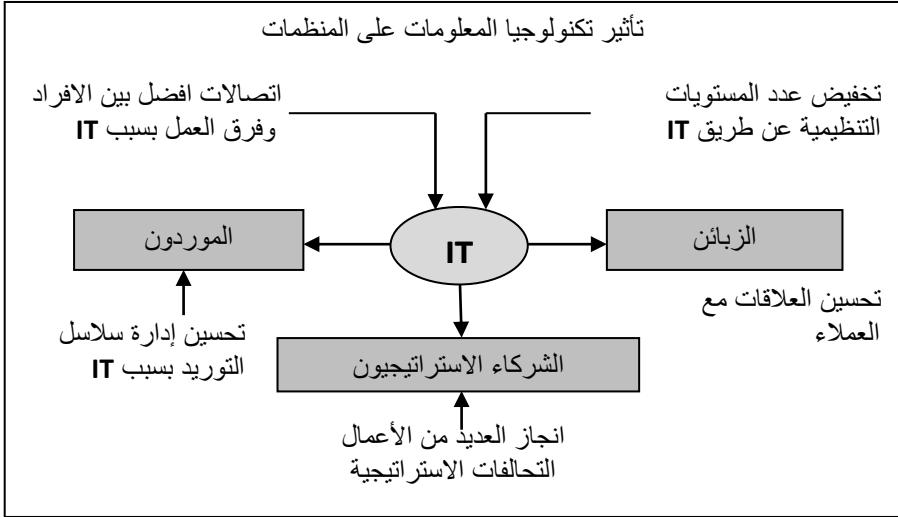 تأثير تكنولوجيا المعلومات على المنظمات
تخفيض عدد المستويات
التنظيمية عن طريق IT
اتصالات افضل بين الافراد
وفرق العمل بسبب IT
الزبائن
IT
الموردون
تحسين العلاقات مع
العملاء
تحسين إدارة سلاسل
التوريد بسبب IT
الشركاء الاستراتيجيون
انجاز العديد من الأعمال
التحالفات الاستراتيجية